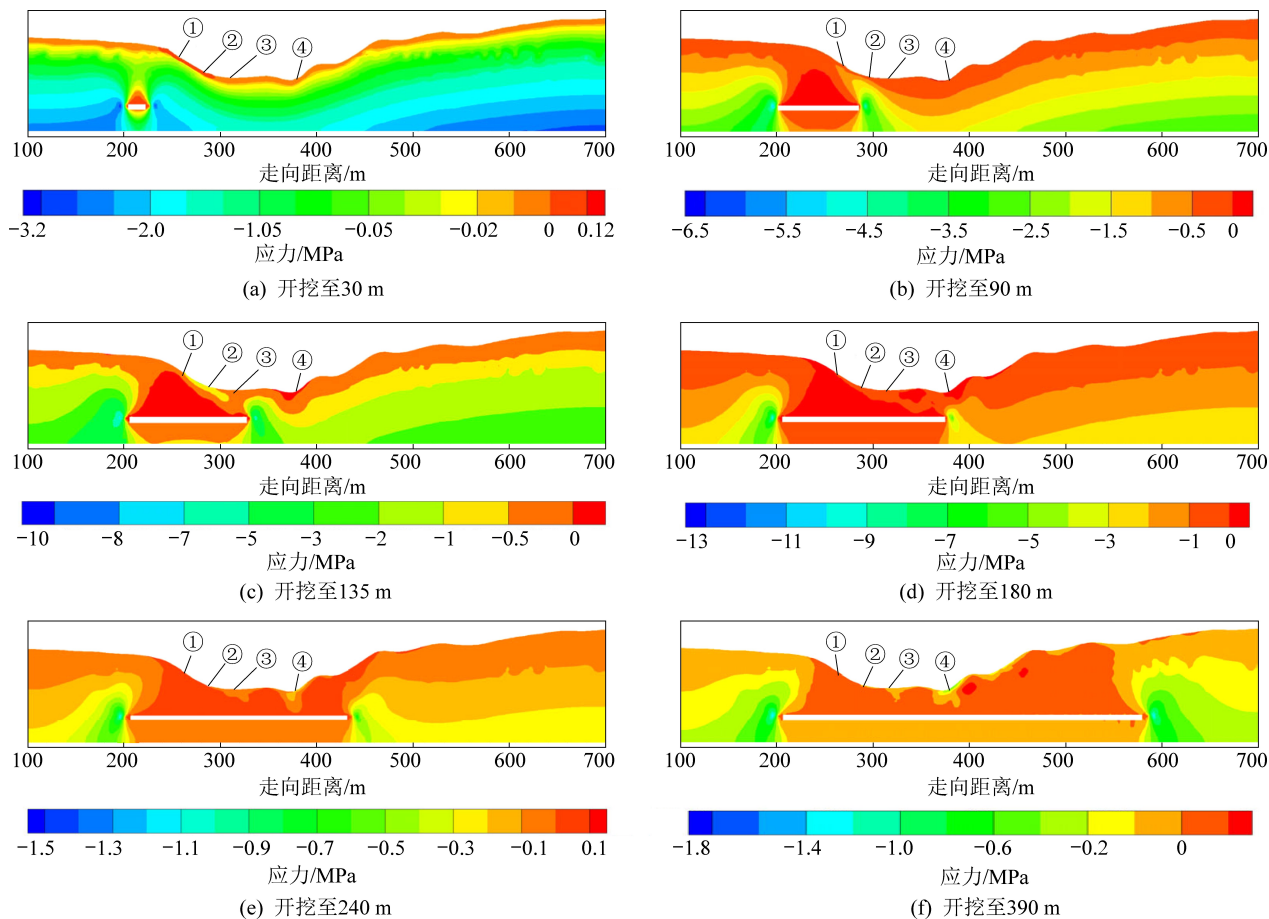 ① ② ③ ④
100 200 300 400 500 600 700
走向距离/m
−3.2 −2.0 −1.05 −0.05 −0.02 0 0.12
应力/MPa
(a) 开挖至30 m
① ② ③ ④
100 200 300 400 500 600 700
走向距离/m
−6.5 −5.5 −4.5 −3.5 −2.5 −1.5 −0.5 0
应力/MPa
(b) 开挖至90 m
① ② ③ ④
100 200 300 400 500 600 700
走向距离/m
−10 −8 −7 −5 −3 −2 −1 −0.5 0
应力/MPa
(c) 开挖至135 m
① ② ③ ④
100 200 300 400 500 600 700
走向距离/m
−13 −11 −9 −7 −5 −3 −1 0
应力/MPa
(d) 开挖至180 m
① ② ③ ④
100 200 300 400 500 600 700
走向距离/m
−1.5 −1.3 −1.1 −0.9 −0.7 −0.5 −0.3 −0.1 0.1
应力/MPa
(e) 开挖至240 m
① ② ③ ④
100 200 300 400 500 600 700
走向距离/m
−1.8 −1.4 −1.0 −0.6 −0.2 0
应力/MPa
(f) 开挖至390 m